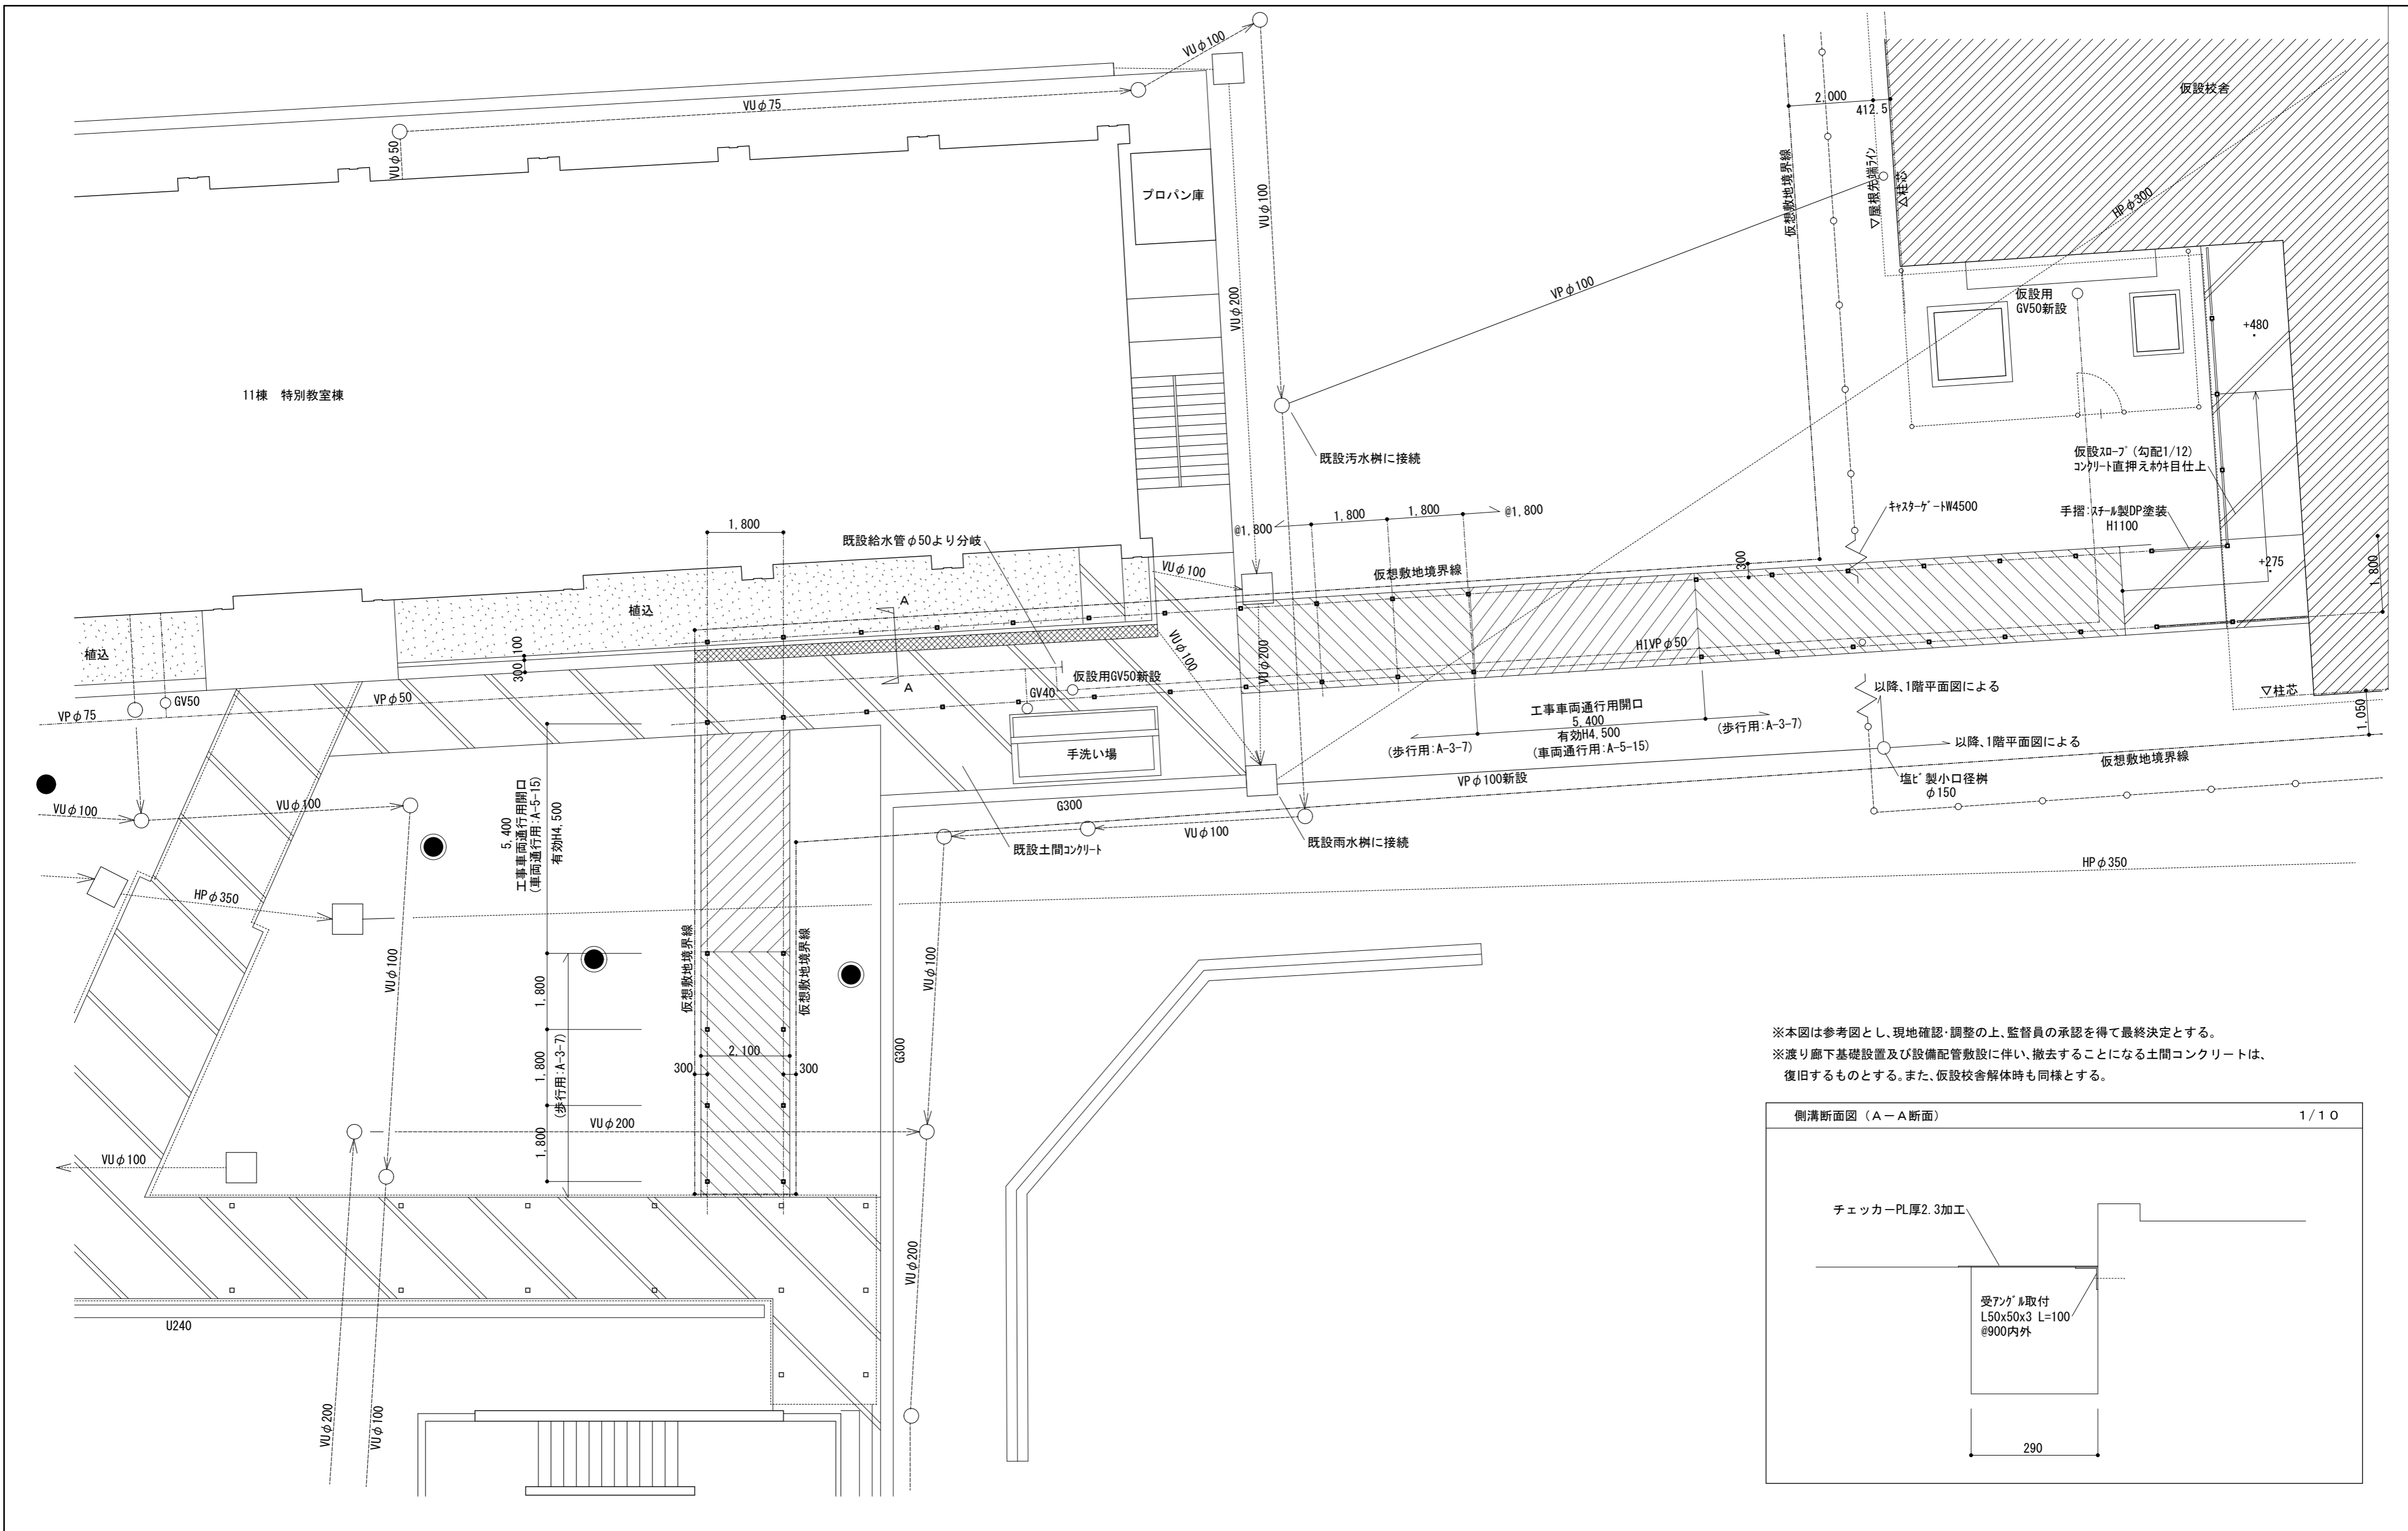 VUφ100
VUφ75
VUφ50
プロパン庫
VUφ100
VUφ200
11棟　特別教室棟
仮想敷地境界線
2,000
412.5
▽屋根先端ライン
△柱芯
仮設校舎
HPφ300
VPφ100
仮設用
GV50新設
+480
既設汚水桝に接続
仮設ｽﾛｰﾌﾟ(勾配1/12)
ｺﾝｸﾘｰﾄ直押えﾎｳｷ目仕上
手摺:ｽﾁｰﾙ製DP塗装
H1100
ｷｬｽﾀｰｹﾞｰﾄW4500
1,800
既設給水管φ50より分岐
@1,800
1,800
1,800
@1,800
VUφ100
仮想敷地境界線
300
+275
1,800
植込
植込
A
A
100
300
VUφ100
VUφ200
HIVPφ50
GV50
VPφ75
VPφ50
仮設用GV50新設
GV40
手洗い場
工事車両通行用開口
5,400
有効H4,500
(車両通行用:A-5-15)
(歩行用:A-3-7)
(歩行用:A-3-7)
以降､1階平面図による
以降､1階平面図による
▽柱芯
1,050
塩ﾋﾞ製小口径桝
φ150
仮想敷地境界線
VPφ100新設
G300
VUφ100
既設土間ｺﾝｸﾘｰﾄ
既設雨水桝に接続
HPφ350
VUφ100
VUφ100
HPφ350
VUφ100
5,400
工事車両通行用開口
(車両通行用:A-5-15)
有効H4,500
仮想敷地境界線
仮想敷地境界線
1,800
1,800
1,800
(歩行用:A-3-7)
2,100
300
300
VUφ100
G300
VUφ200
VUφ100
VUφ200
U240
VUφ200
VUφ100
※本図は参考図とし､現地確認･調整の上､監督員の承認を得て最終決定とする。
※渡り廊下基礎設置及び設備配管敷設に伴い､撤去することになる土間コンクリートは､
復旧するものとする｡また､仮設校舎解体時も同様とする。
側溝断面図（Ａ－Ａ断面）
1/10
チェッカーPL厚2.3加工
受ｱﾝｸﾞﾙ取付
L50x50x3 L=100
@900内外
290